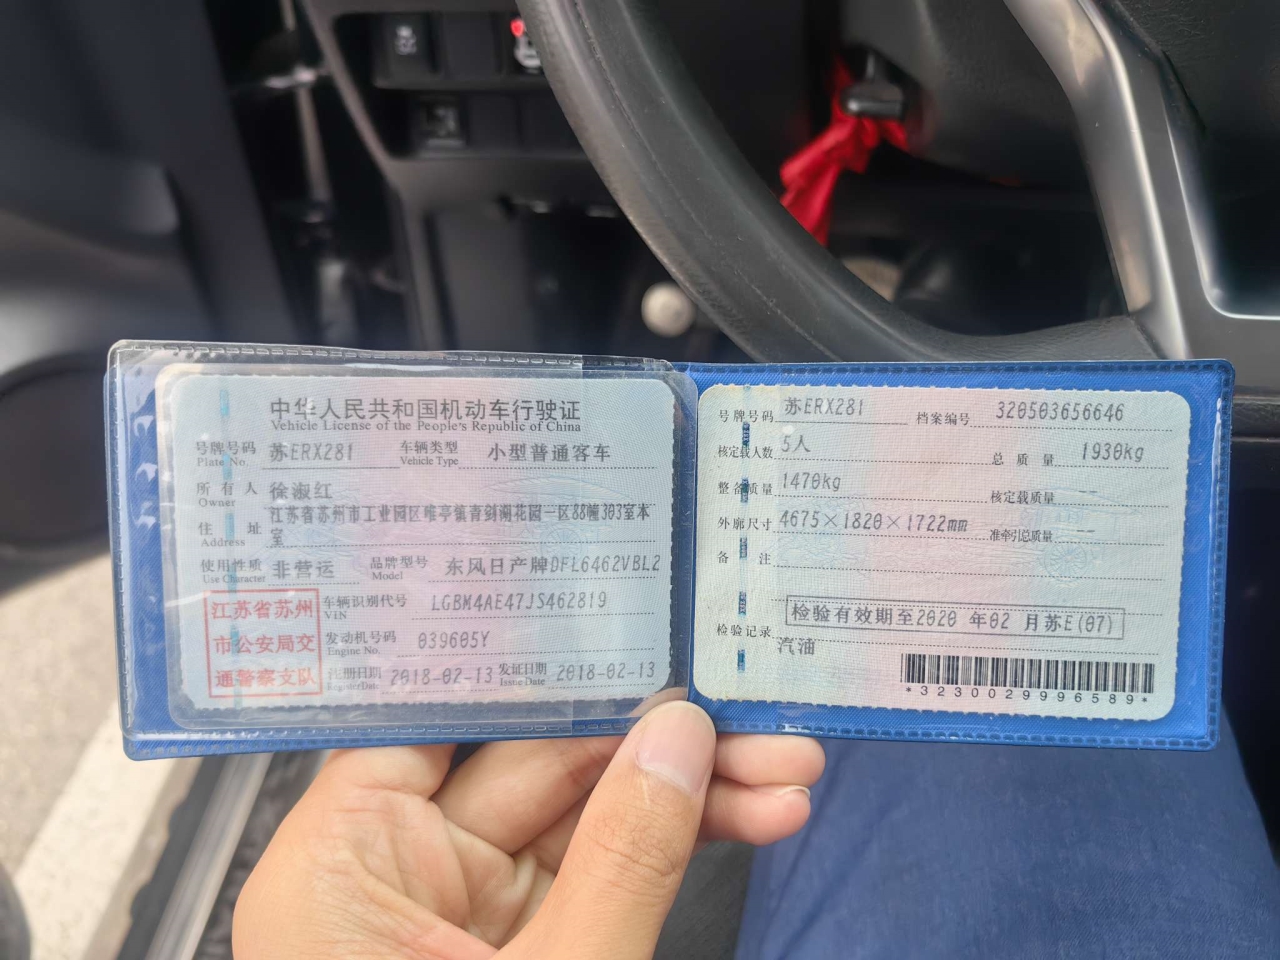 中华人民共和国机动车行驶证
Vehicle License of the People's Republic of China
号牌号码 Plate No. 苏ERX281 车辆类型 Vehicle Type 小型普通客车
所有人 Owner 徐淑红
住址 Address 江苏省苏州市工业园区唯亭镇青剑湖花园一区88幢303室本
室
使用性质 Use Character 非营运 品牌型号 Model 东风日产牌DFL6462VBL2
江苏省苏州
市公安局交
通警察支队
车辆识别代号 VIN LGBM4AE47JS462819
发动机号码 Engine No. 039605Y
注册日期 Register Date 2018-02-13 发证日期 Issue Date 2018-02-13
号牌号码 苏ERX281 档案编号 320503656646
核定载人数 5人 总质量 1930kg
整备质量 1470kg 核定载质量 --
外廓尺寸 4675×1820×1722mm 准牵引总质量 --
备注
检验有效期至2020 年02 月苏E(07)
检验记录
汽油
*3230029996589*